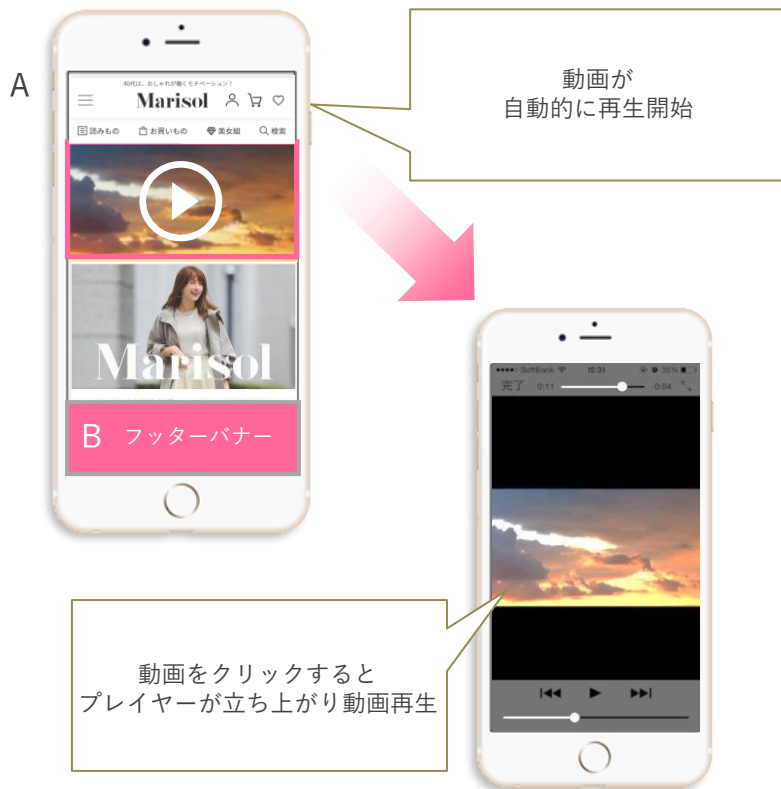 A
40代は、おしゃれが働くモチベーション！
Marisol
読みもの お買いもの 美女組 検索
Marisol
B フッターバナー
動画が
自動的に再生開始
SoftBank 15:31 35%
完了 0:11 -0:04
動画をクリックすると
プレイヤーが立ち上がり動画再生